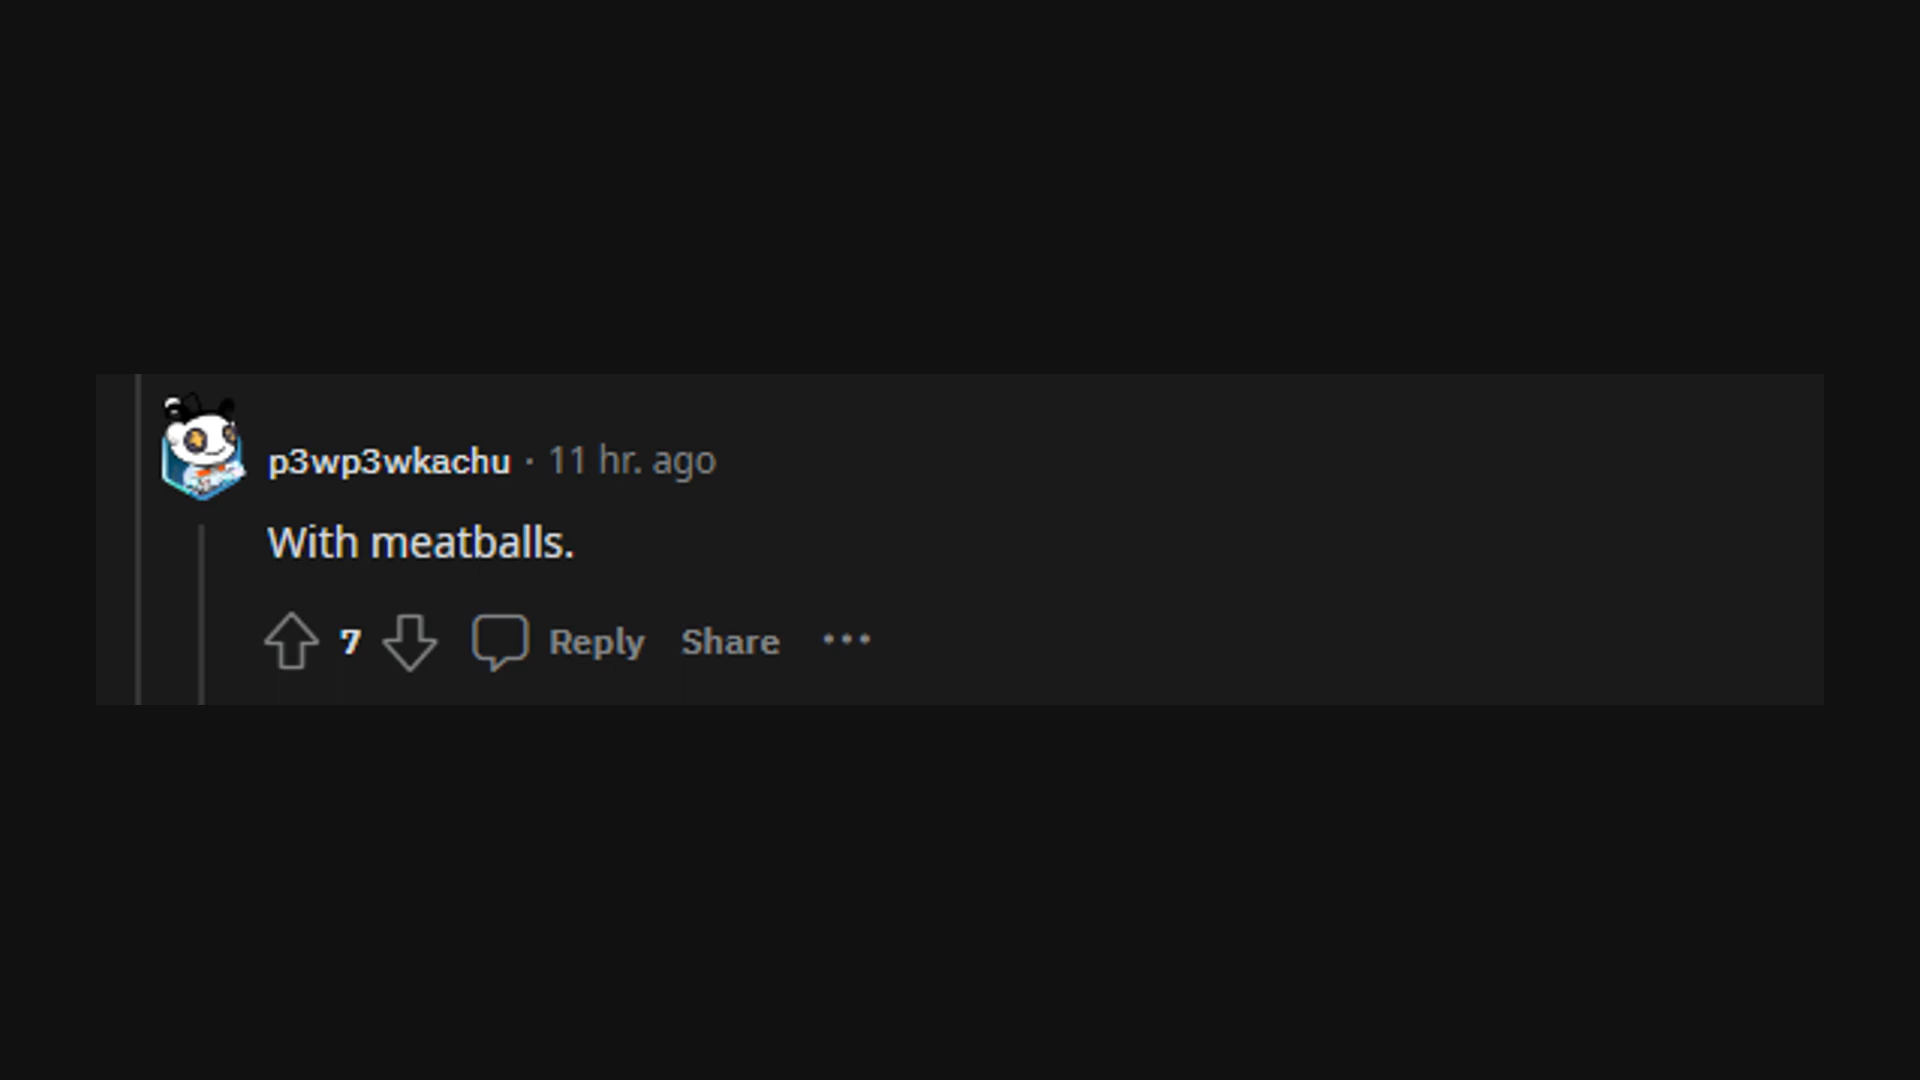 p3wp3wkachu · 11 hr. ago
With meatballs.
7 Reply Share ...